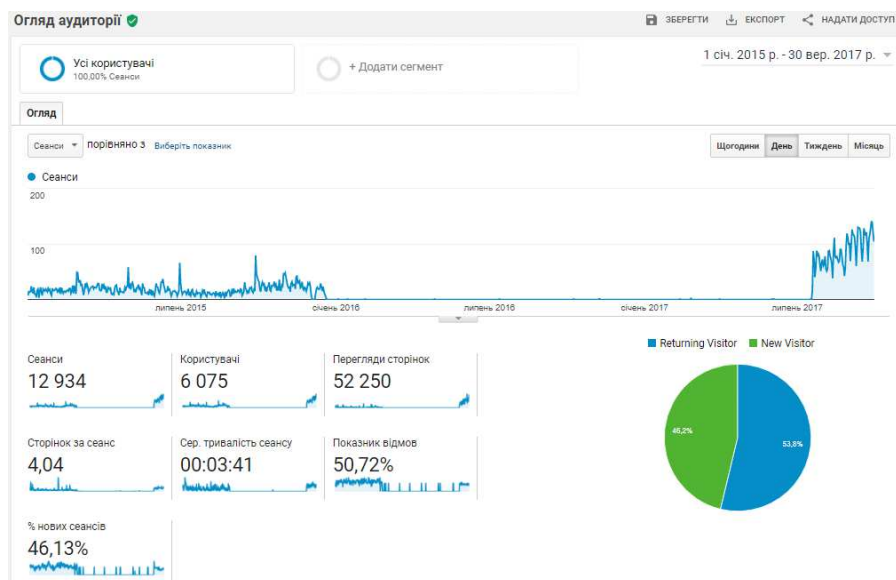 Огляд аудиторії
ЗБЕРЕГТИ ЕКСПОРТ НАДАТИ ДОСТУП
Усі користувачі
100,00% Сеанси
+ Додати сегмент
1 січ. 2015 р. - 30 вер. 2017 р.
Огляд
Сеанси порівняно з Виберіть показник
Щогодини День Тиждень Місяць
Сеанси
200
100
липень 2015 січень 2016 липень 2016 січень 2017 липень 2017
Returning Visitor New Visitor
Сеанси Користувачі Перегляди сторінок
12 934 6 075 52 250
Сторінок за сеанс Сер. тривалість сеансу Показник відмов
4,04 00:03:41 50,72%
% нових сеансів
46,13%
46,2%
53,8%